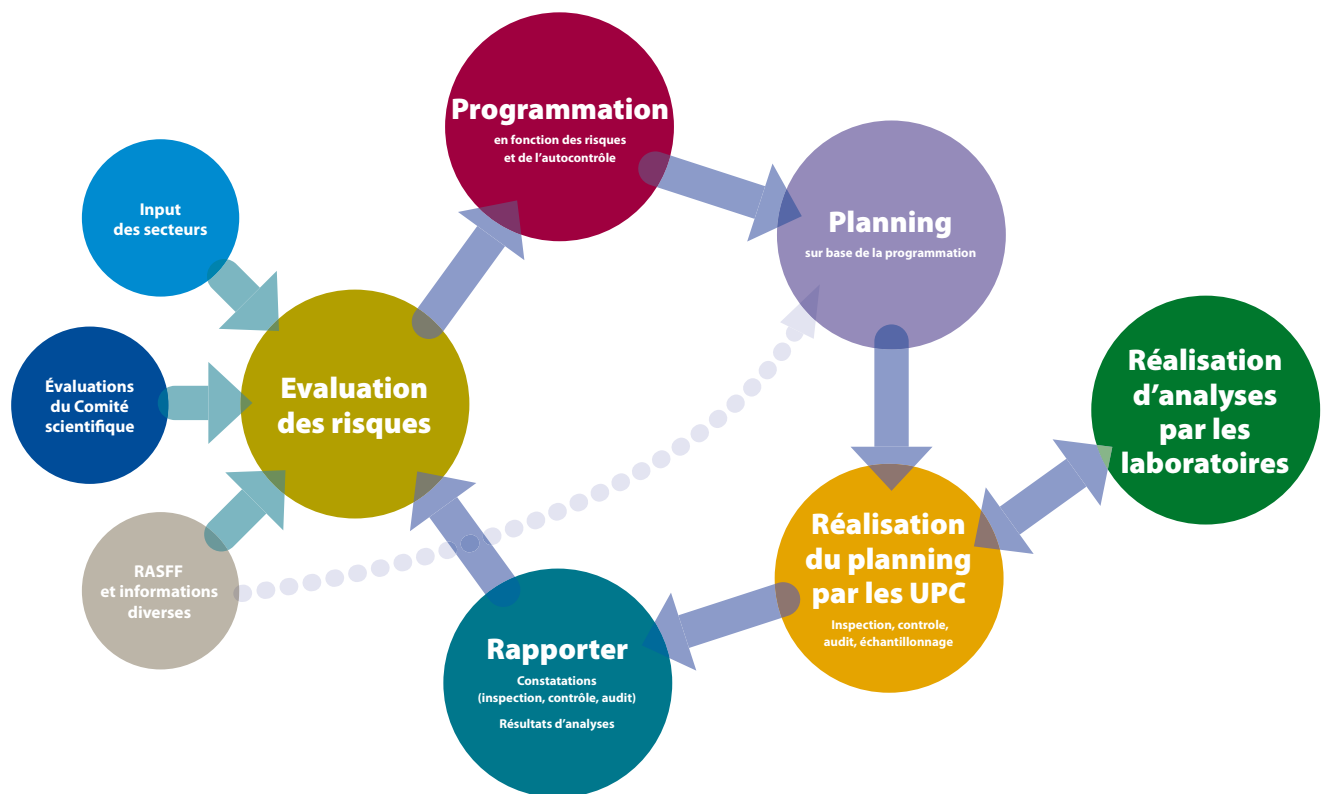 Programmation
en fonction des risques
et de l'autocontrôle
Input
des secteurs
Planning
sur base de la programmation
Évaluations
du Comité
scientifique
Evaluation
des risques
Réalisation
d'analyses
par les
laboratoires
RASFF
et informations
diverses
Réalisation
du planning
par les UPC
Inspection, controle,
audit, échantillonnage
Rapporter
Constatations
(inspection, contrôle, audit)
Résultats d'analyses